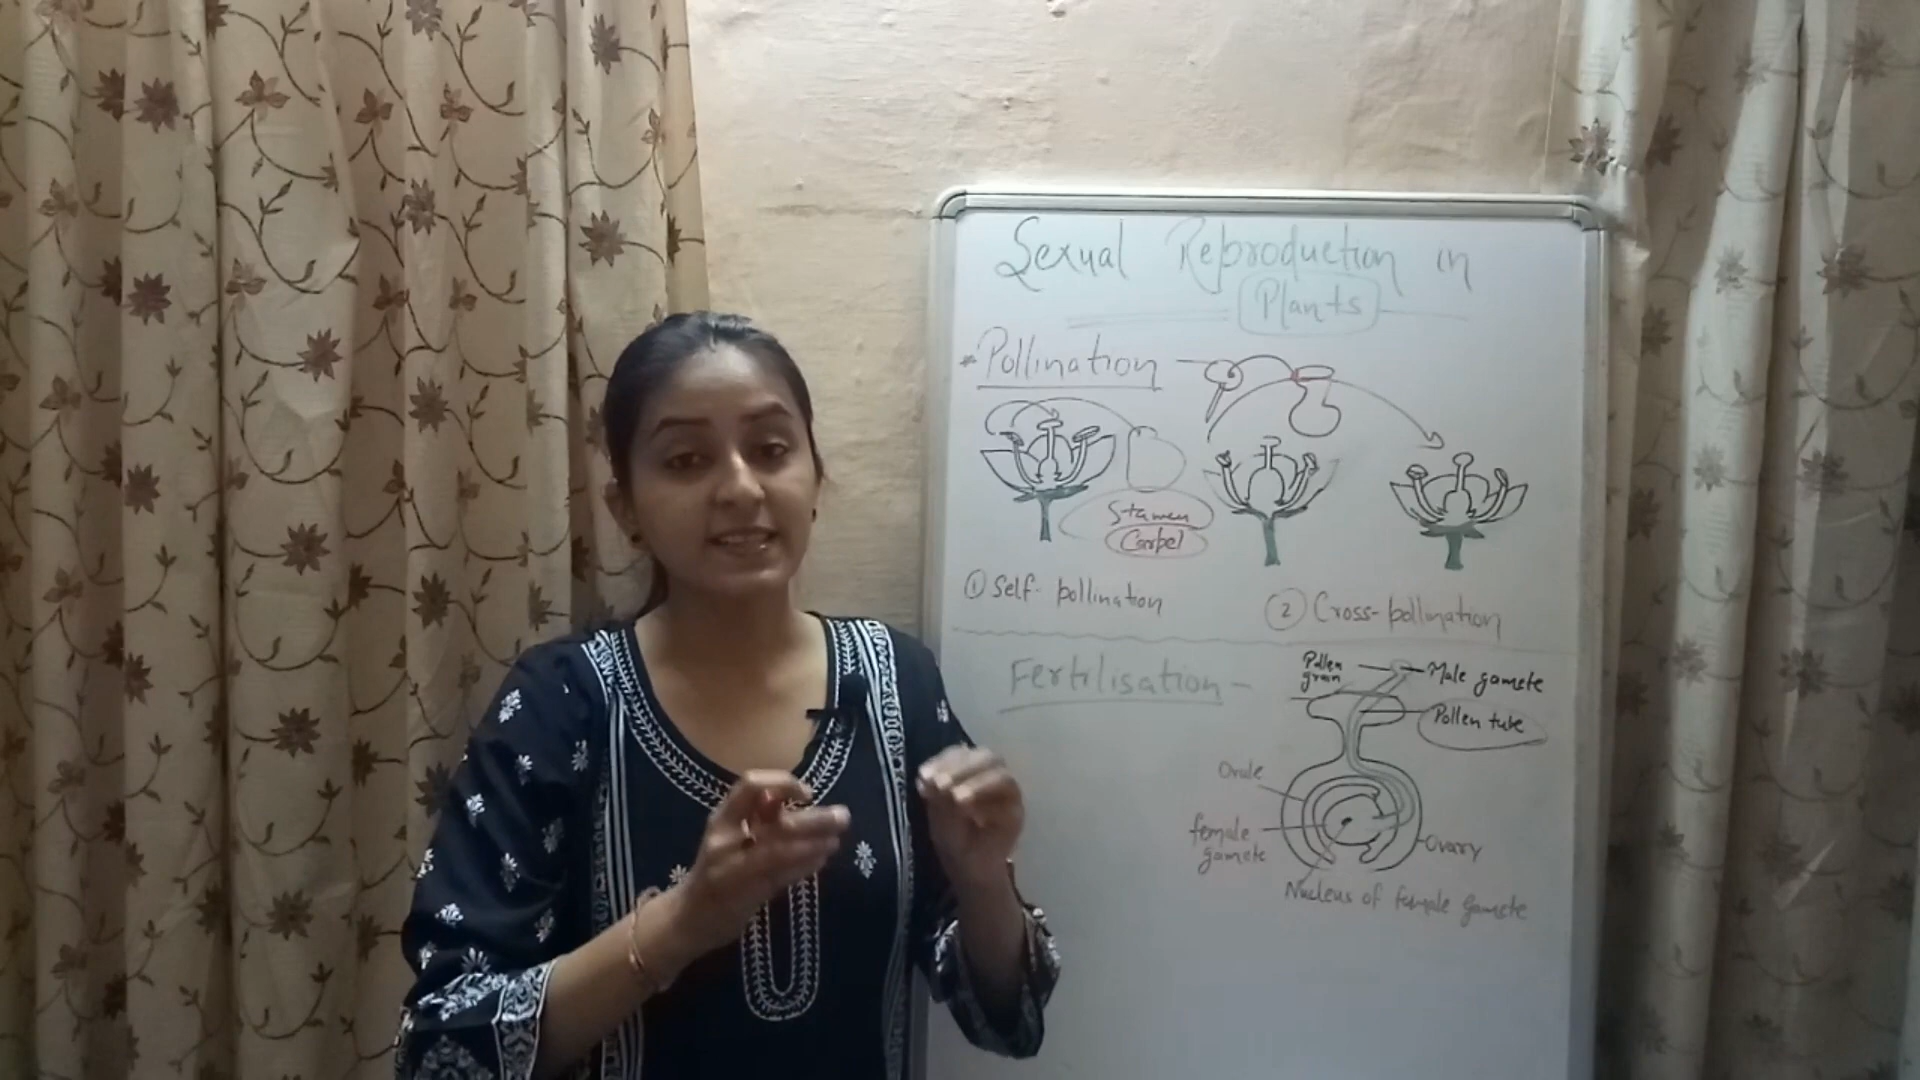 Sexual Reproduction in
Plants
* Pollination
Stamen
Carpel
① Self-pollination
② Cross-pollination
Fertilisation -
Pollen
grain
Male gamete
Pollen tube
Ovule
female
gamete
Ovary
Nucleus of female gamete